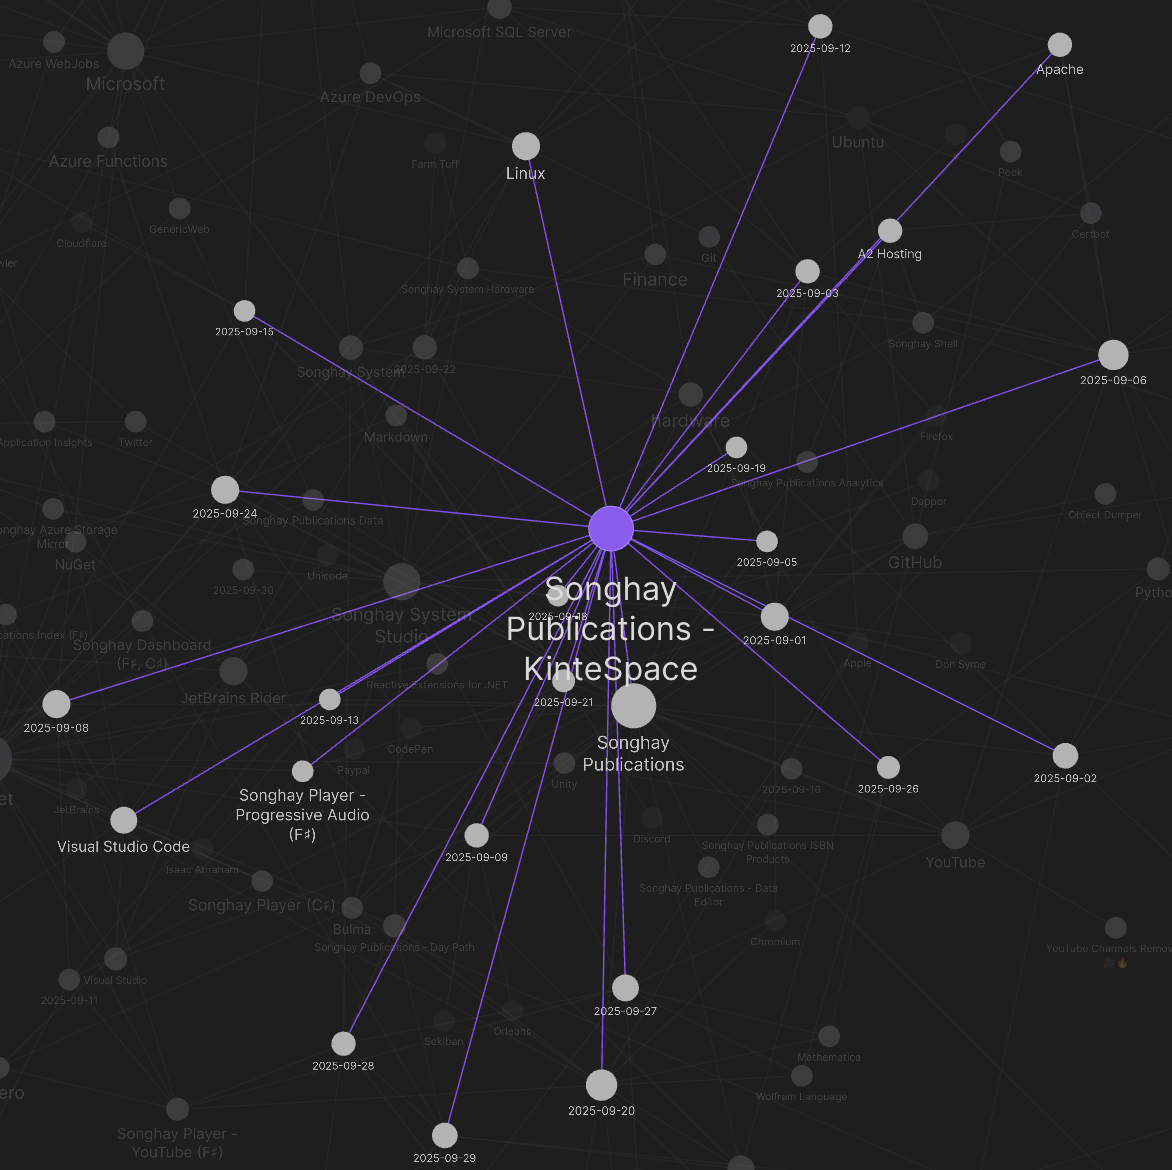 Microsoft SQL Server
2025-09-12
Azure WebJobs
Microsoft
Apache
Azure DevOps
Azure Functions
Farm Tuff
Linux
Ubuntu
Peek
GenericWeb
Cloudflare
Certbot
wler
Git
A2 Hosting
Finance
Songhay System Hardware
2025-09-03
2025-09-15
Songhay System
2025-09-22
Songhay Shell
2025-09-06
hardware
Application Insights
Twitter
Markdown
Firefox
2025-09-19
Songhay Publications Analytics
Dapper
2025-09-24
Songhay Publications Data
Object Dumper
onghay Azure Storage
Mirror
NuGet
2025-09-05
GitHub
Unicode
2025-09-30
Pytho
Songhay
Publications -
KinteSpace
2025-09-18
Songhay System
Studio
cations Index (F♯)
Songhay Dashboard
(F♯, C♯)
2025-09-01
Apple
Don Syme
Reactive Extensions for .NET
JetBrains Rider
2025-09-21
2025-09-13
2025-09-08
Songhay
Publications
CodePen
Paypal
Unity
2025-09-16
2025-09-26
2025-09-02
et
JetBrains
Songhay Player -
Progressive Audio
(F♯)
Visual Studio Code
2025-09-09
Discord
Songhay Publications ISBN
Products
YouTube
Isaac Abraham
Songhay Player (C♯)
Songhay Publications - Data
Editor
Bulma
Songhay Publications - Day Path
Chromium
YouTube Channels Remov
Visual Studio
2025-09-11
2025-09-27
Orleans
Sekiban
2025-09-28
Mathematica
ero
Wolfram Language
2025-09-20
Songhay Player -
YouTube (F♯)
2025-09-29